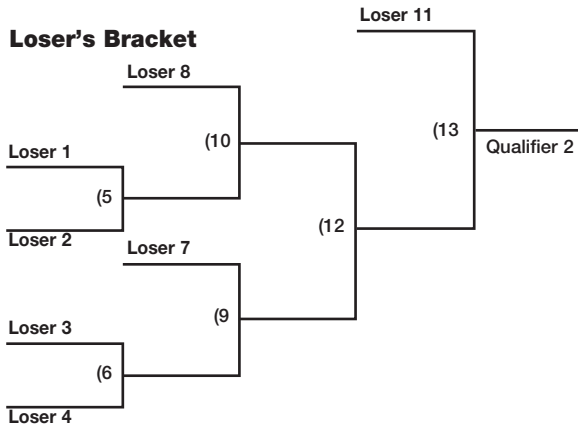 Loser's Bracket
Loser 11
Loser 8
(10
(13
Qualifier 2
Loser 1
(5
Loser 2
(12
Loser 7
(9
Loser 3
(6
Loser 4